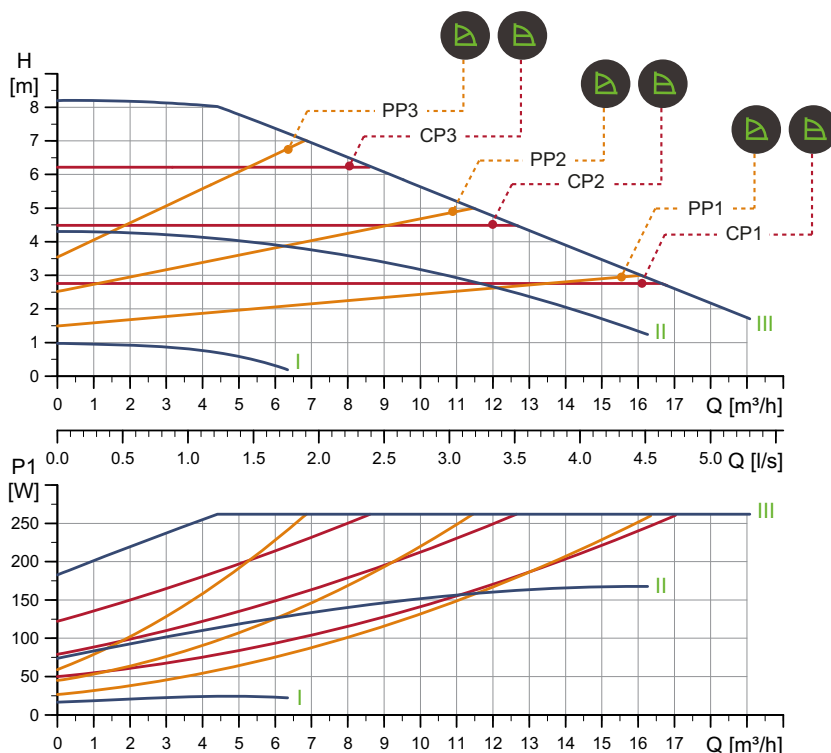 H
[m]
8
7
6
5
4
3
2
1
0
PP3
CP3
PP2
CP2
PP1
CP1
I
II
III
0 1 2 3 4 5 6 7 8 9 10 11 12 13 14 15 16 17 Q [m³/h]
0.0 0.5 1.0 1.5 2.0 2.5 3.0 3.5 4.0 4.5 5.0 Q [l/s]
P1
[W]
250
200
150
100
50
0
III
II
I
0 1 2 3 4 5 6 7 8 9 10 11 12 13 14 15 16 17 Q [m³/h]